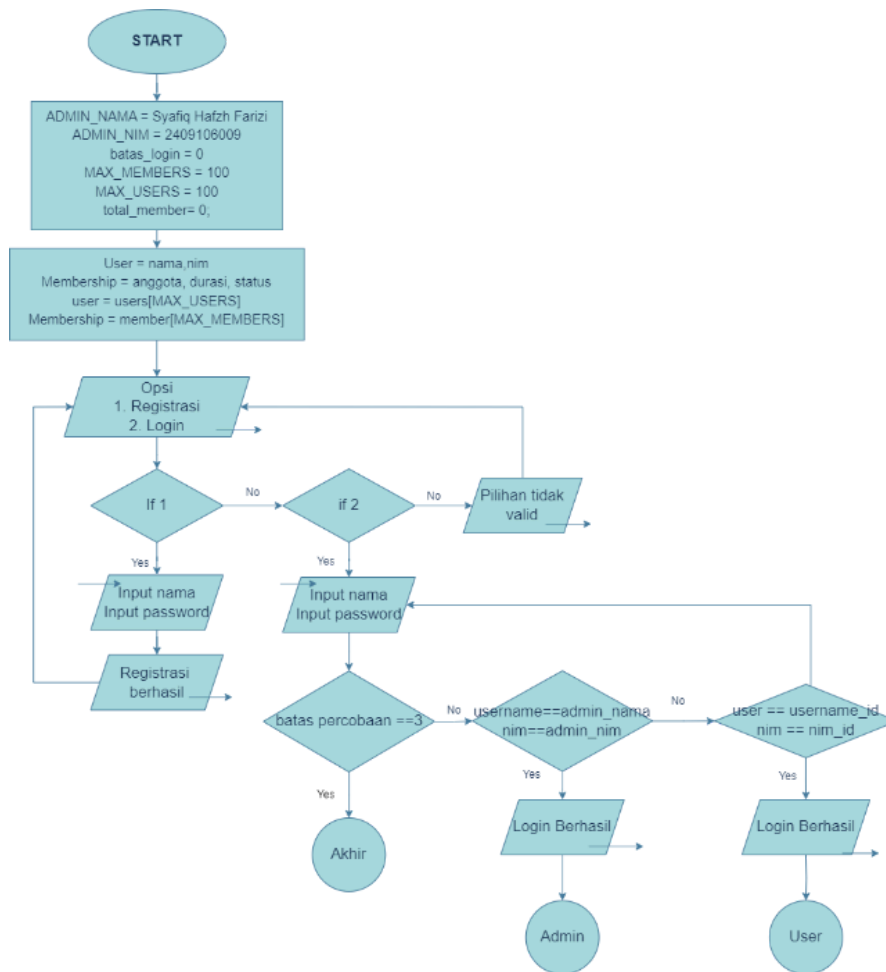 START
ADMIN_NAMA = Syafiq Hafzh Farizi
ADMIN_NIM = 2409106009
batas_login = 0
MAX_MEMBERS = 100
MAX_USERS = 100
total_member= 0;
User = nama,nim
Membership = anggota, durasi, status
user = users[MAX_USERS]
Membership = member[MAX_MEMBERS]
Opsi
1. Registrasi
2. Login
If 1
No
if 2
No
Pilihan tidak
valid
Yes
Yes
Input nama
Input password
Input nama
Input password
Registrasi
berhasil
batas percobaan ==3
No
username==admin_nama
nim==admin_nim
No
user == username_id
nim == nim_id
Yes
Yes
Yes
Login Berhasil
Login Berhasil
Akhir
Admin
User